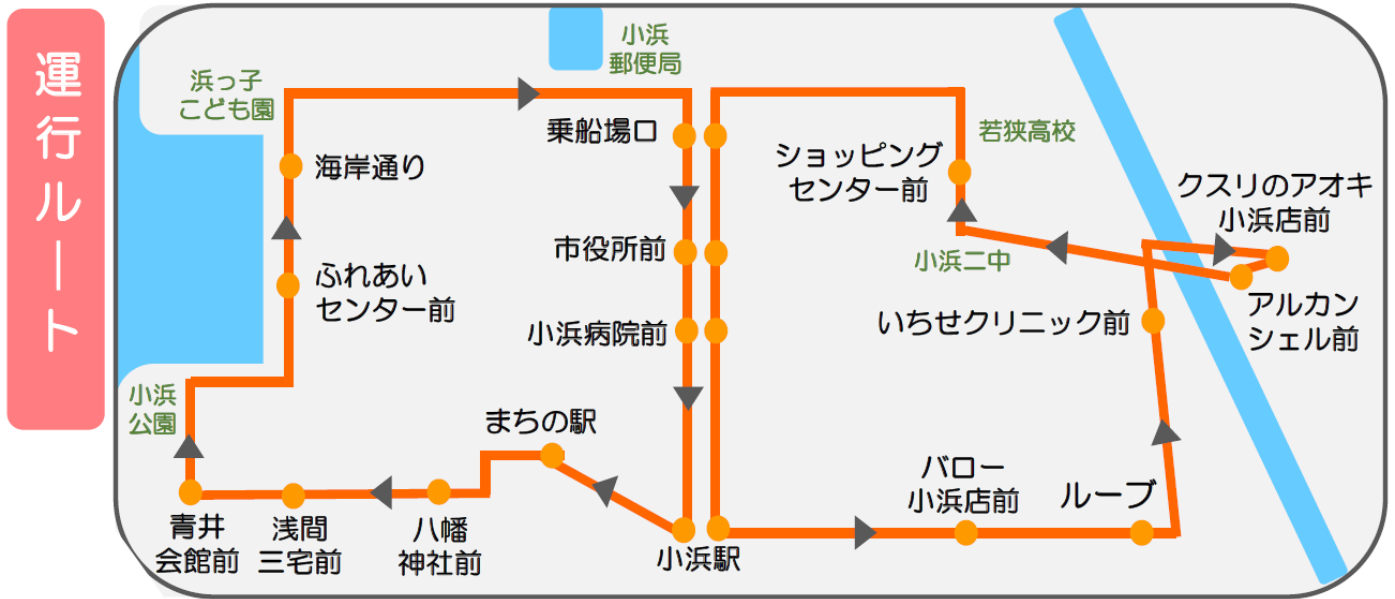 運行ルート
小浜
郵便局
浜っ子
こども園
乗船場口
若狭高校
海岸通り
ショッピング
センター前
クスリのアオキ
小浜店前
市役所前
小浜二中
ふれあい
センター前
アルカン
シェル前
いちせクリニック前
小浜病院前
小浜
公園
まちの駅
バロー
小浜店前
ループ
青井
会館前
浅間
三宅前
八幡
神社前
小浜駅